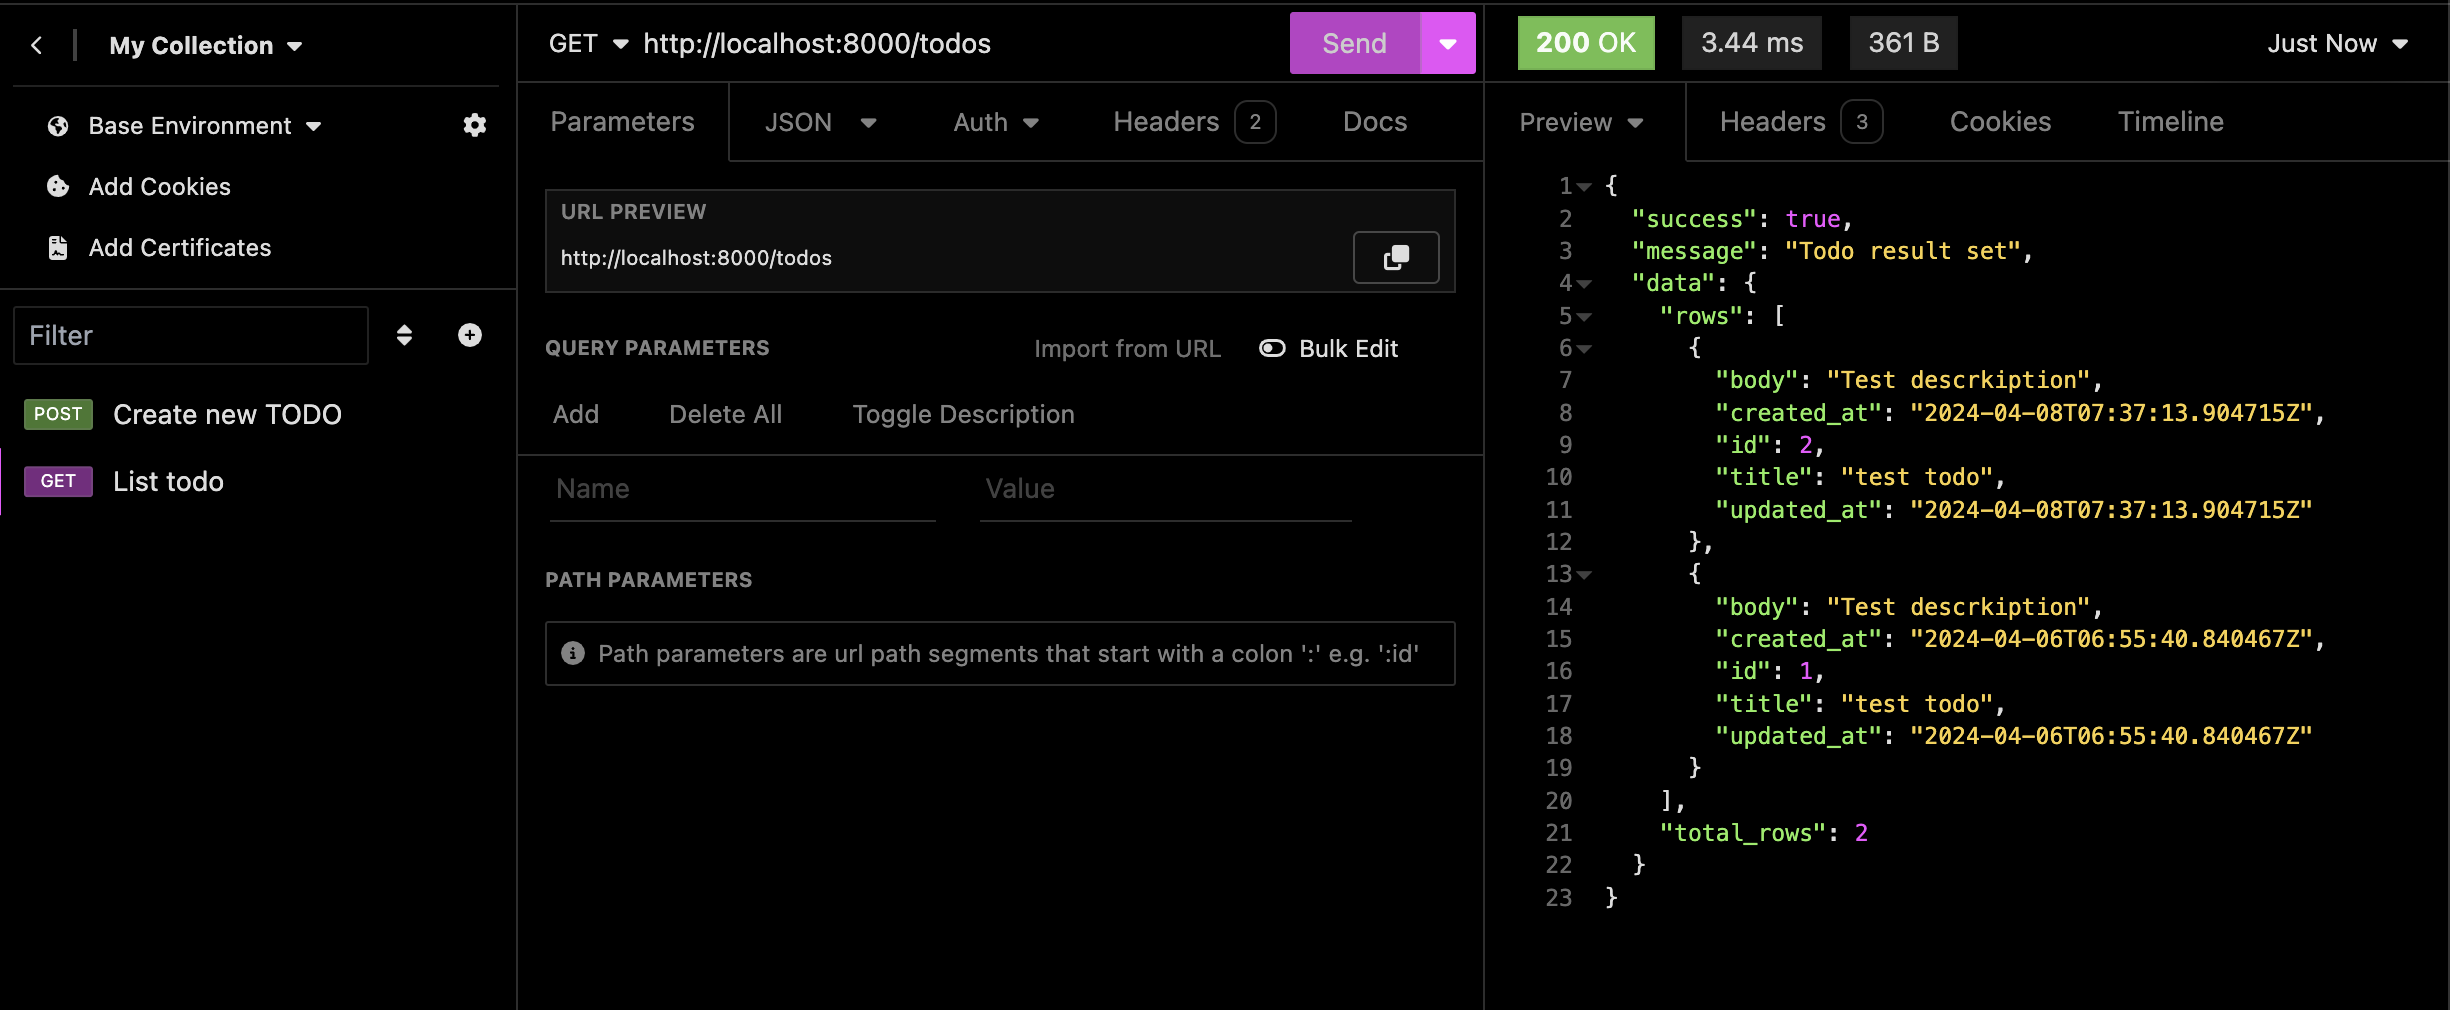 My Collection
Base Environment
Add Cookies
Add Certificates
Filter
POST Create new TODO
GET List todo
GET http://localhost:8000/todos Send
Parameters JSON Auth Headers 2 Docs
URL PREVIEW
http://localhost:8000/todos
QUERY PARAMETERS Import from URL Bulk Edit
Add Delete All Toggle Description
Name Value
PATH PARAMETERS
Path parameters are url path segments that start with a colon ':' e.g. ':id'
200 OK 3.44 ms 361 B Just Now
Preview Headers 3 Cookies Timeline
1 {
2 "success": true,
3 "message": "Todo result set",
4 "data": {
5 "rows": [
6 {
7 "body": "Test descrkiption",
8 "created_at": "2024-04-08T07:37:13.904715Z",
9 "id": 2,
10 "title": "test todo",
11 "updated_at": "2024-04-08T07:37:13.904715Z"
12 },
13 {
14 "body": "Test descrkiption",
15 "created_at": "2024-04-06T06:55:40.840467Z",
16 "id": 1,
17 "title": "test todo",
18 "updated_at": "2024-04-06T06:55:40.840467Z"
19 }
20 ],
21 "total_rows": 2
22 }
23 }